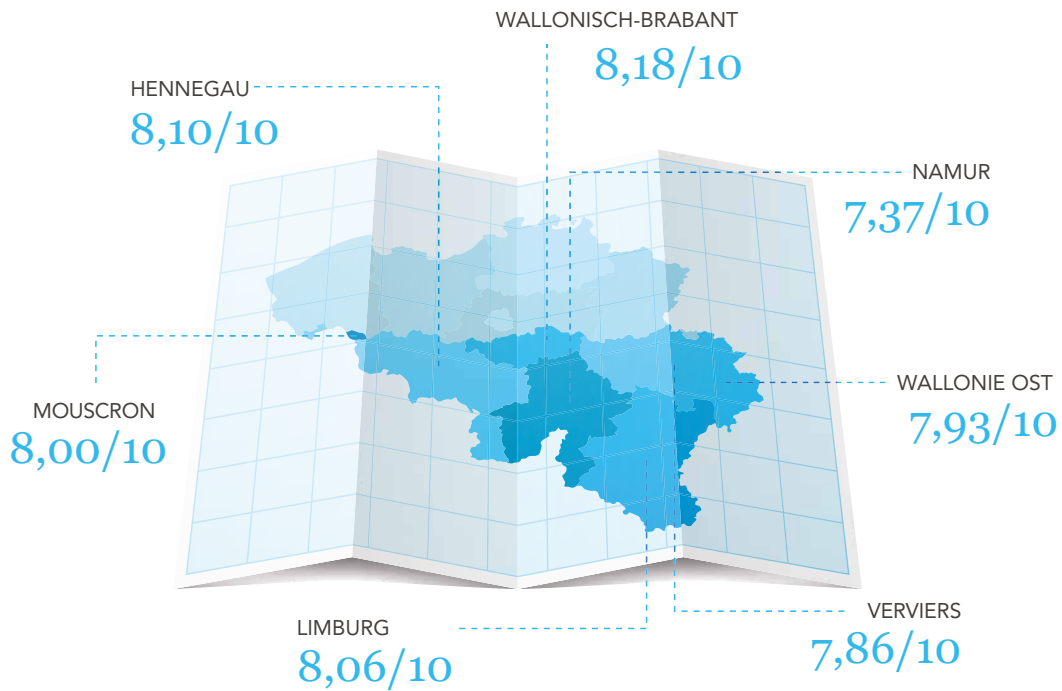 WALLONISCH-BRABANT
8,18/10
HENNEGAU
8,10/10
NAMUR
7,37/10
WALLONIE OST
7,93/10
MOUSCRON
8,00/10
VERVIERS
7,86/10
LIMBURG
8,06/10